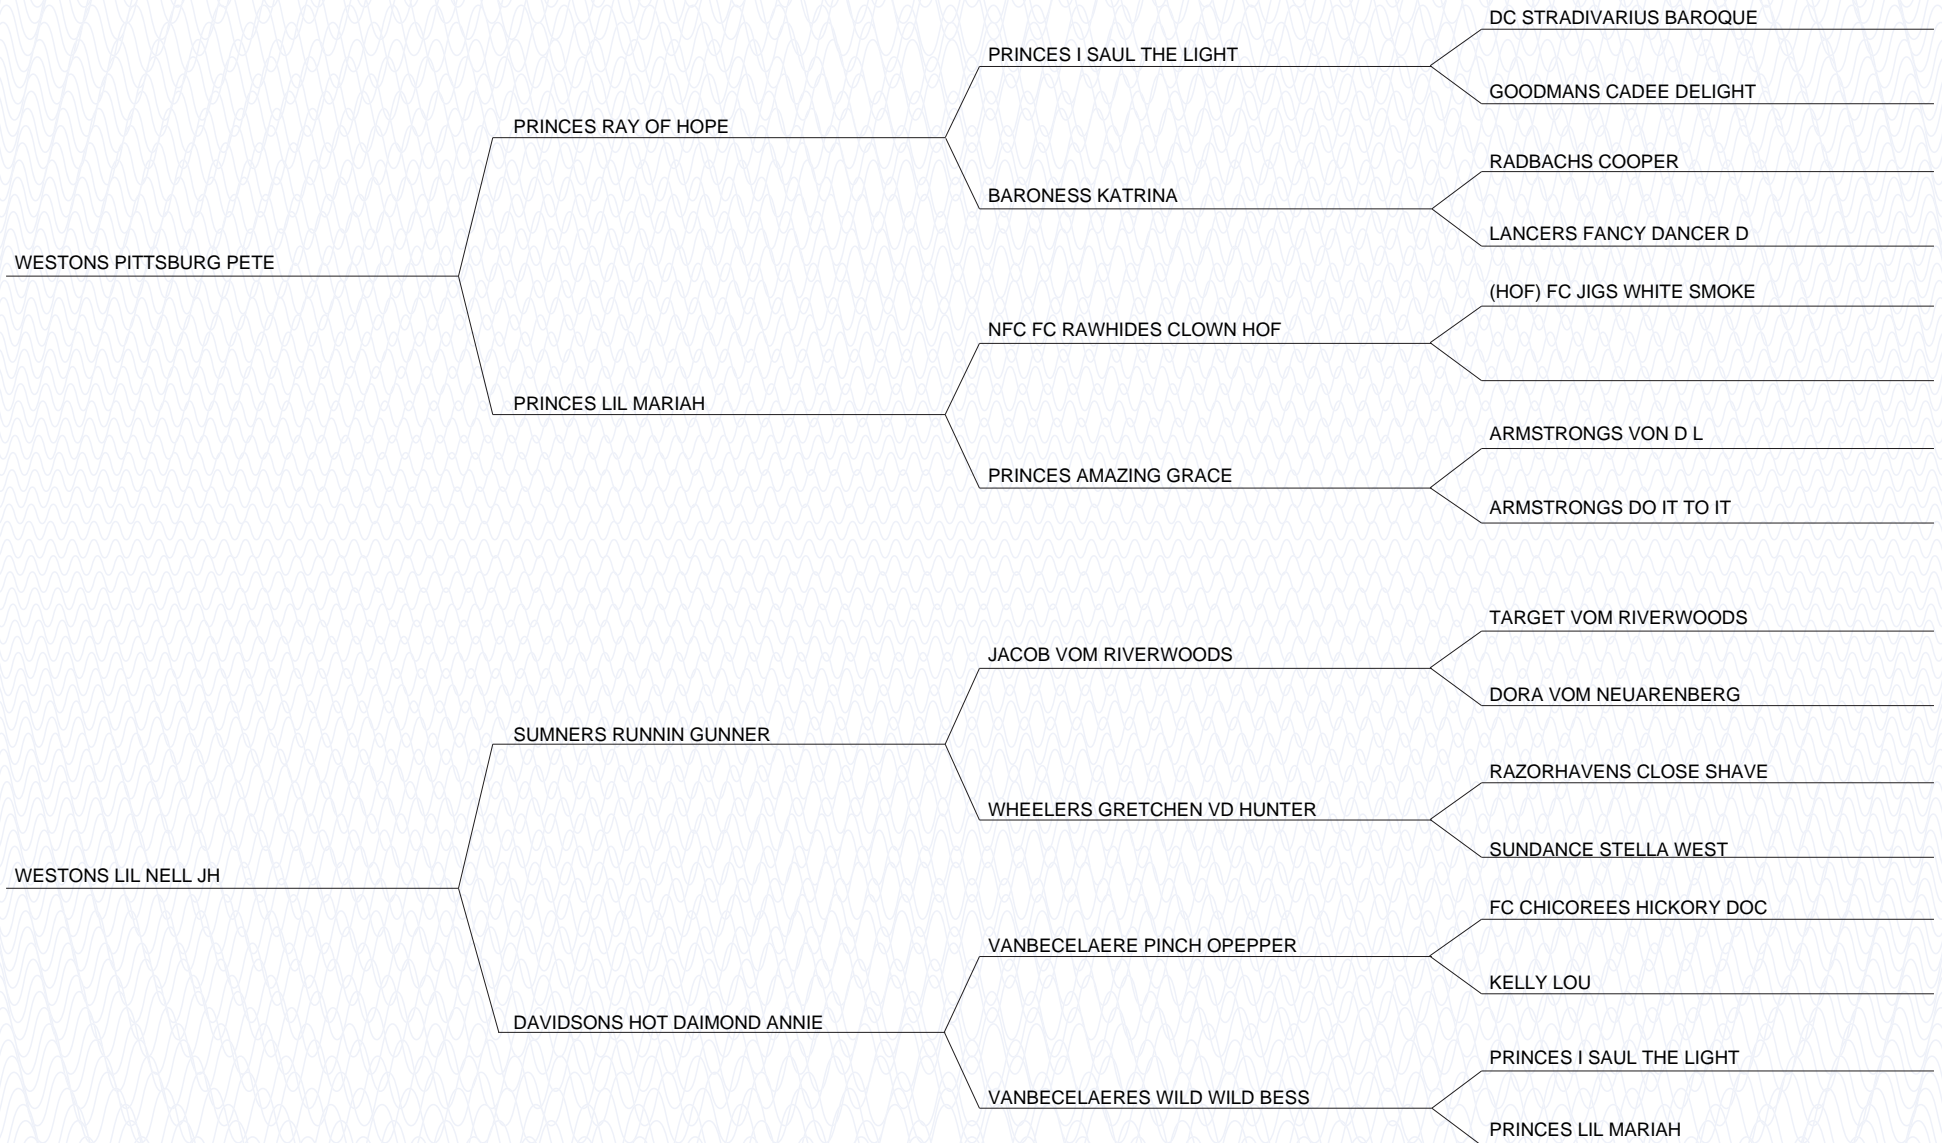 DC STRADIVARIUS BAROQUE
PRINCES I SAUL THE LIGHT
GOODMANS CADEE DELIGHT
PRINCES RAY OF HOPE
RADBACHS COOPER
BARONESS KATRINA
LANCERS FANCY DANCER D
WESTONS PITTSBURG PETE
(HOF) FC JIGS WHITE SMOKE
NFC FC RAWHIDES CLOWN HOF
PRINCES LIL MARIAH
ARMSTRONGS VON D L
PRINCES AMAZING GRACE
ARMSTRONGS DO IT TO IT
TARGET VOM RIVERWOODS
JACOB VOM RIVERWOODS
DORA VOM NEUARENBERG
SUMNERS RUNNIN GUNNER
RAZORHAVENS CLOSE SHAVE
WHEELERS GRETCHEN VD HUNTER
SUNDANCE STELLA WEST
WESTONS LIL NELL JH
FC CHICOREES HICKORY DOC
VANBECELAERE PINCH OPEPPER
KELLY LOU
DAVIDSONS HOT DAIMOND ANNIE
PRINCES I SAUL THE LIGHT
VANBECELAERES WILD WILD BESS
PRINCES LIL MARIAH